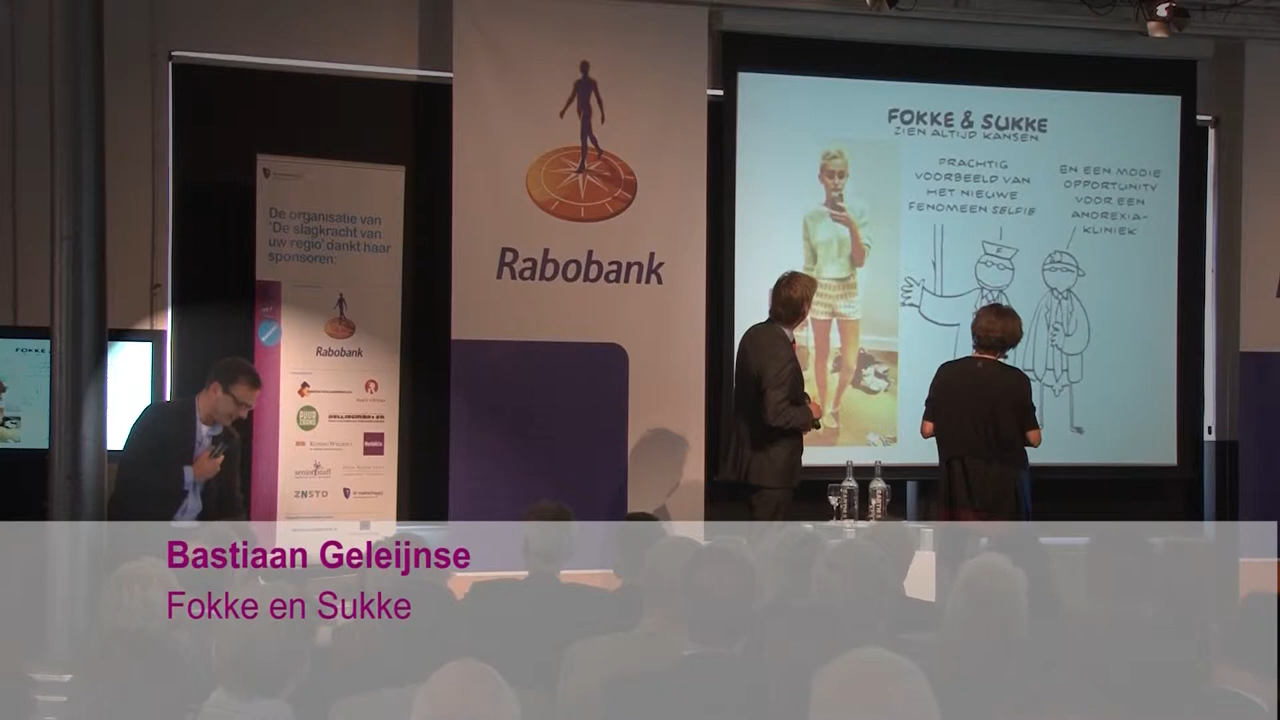 FOKKE & SUKKE
ZIEN ALTIJD KANSEN
PRACHTIG
VOORBEELD VAN
HET NIEUWE
FENOMEEN SELFIE
EN EEN MOOIE
OPPORTUNITY
VOOR EEN
ANOREXIA-
KLINIEK
De organisatie van
'De slagkracht van
uw regio' dankt haar
sponsoren:
Rabobank
Rabobank
ZNSTD
FOKKE
Bastiaan Geleijnse
Fokke en Sukke